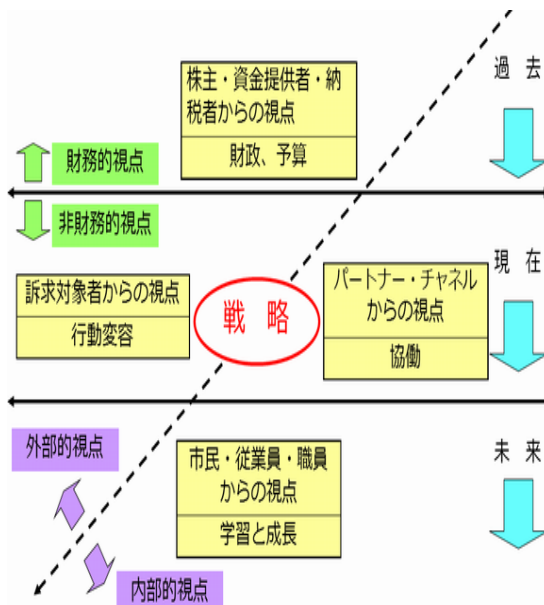 株主・資金提供者・納
税者からの視点
財政、予算
過 去
財務的視点
非財務的視点
現 在
訴求対象者からの視点
行動変容
戦 略
パートナー・チャネル
からの視点
協働
外部的視点
市民・従業員・職員
からの視点
学習と成長
未 来
内部的視点